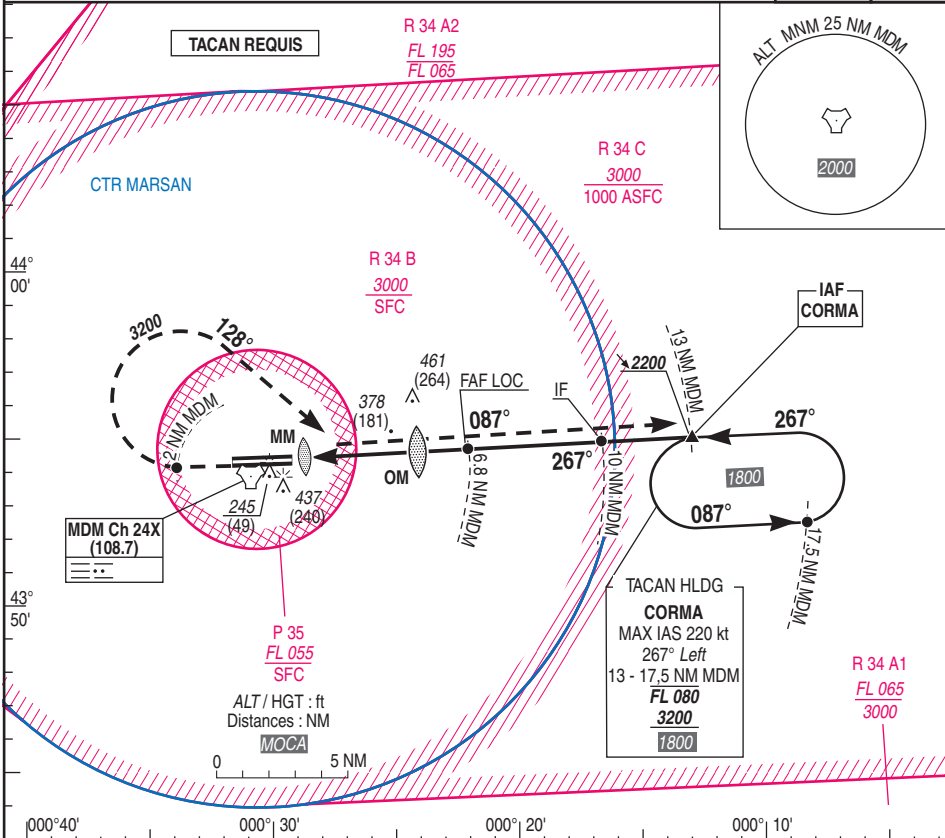 R 34 A2
FL 195
FL 065
TACAN REQUIS
ALT MNM 25 NM MDM
2000
R 34 C
3000
1000 ASFC
CTR MARSAN
R 34 B
3000
SFC
44°
00'
IAF
CORMA
3200
128°
461
(264)
FAF LOC
IF
2200
13 NM MDM
378
(181)
087°
267°
2 NM MDM
MM
OM
6.8 NM MDM
267°
10 NM MDM
1800
087°
17.5 NM MDM
245
(49)
437
(240)
MDM Ch 24X
(108.7)
43°
50'
P 35
FL 055
SFC
TACAN HLDG
CORMA
MAX IAS 220 kt
267° Left
13 - 17,5 NM MDM
FL 080
3200
1800
R 34 A1
FL 065
3000
ALT / HGT : ft
Distances : NM
MOCA
0 5 NM
000°40' 000°30' 000°20' 000°10'